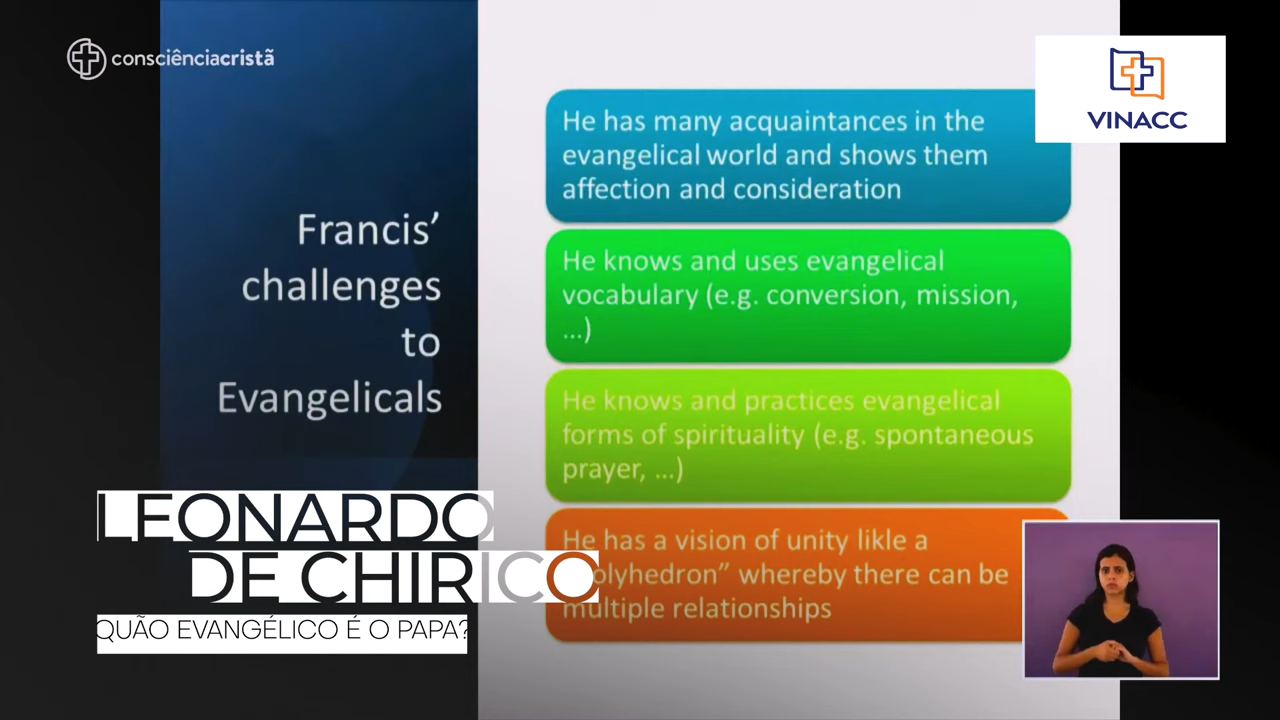 consciênciacristã
VINACC
Francis’
challenges
to
Evangelicals
He has many acquaintances in the
evangelical world and shows them
affection and consideration
He knows and uses evangelical
vocabulary (e.g. conversion, mission,
...)
He knows and practices evangelical
forms of spirituality (e.g. spontaneous
prayer, ...)
He has a vision of unity likle a
olyhedron” whereby there can be
multiple relationships
LEONARDO
DE CHIRICO
QUÃO EVANGÉLICO É O PAPA?